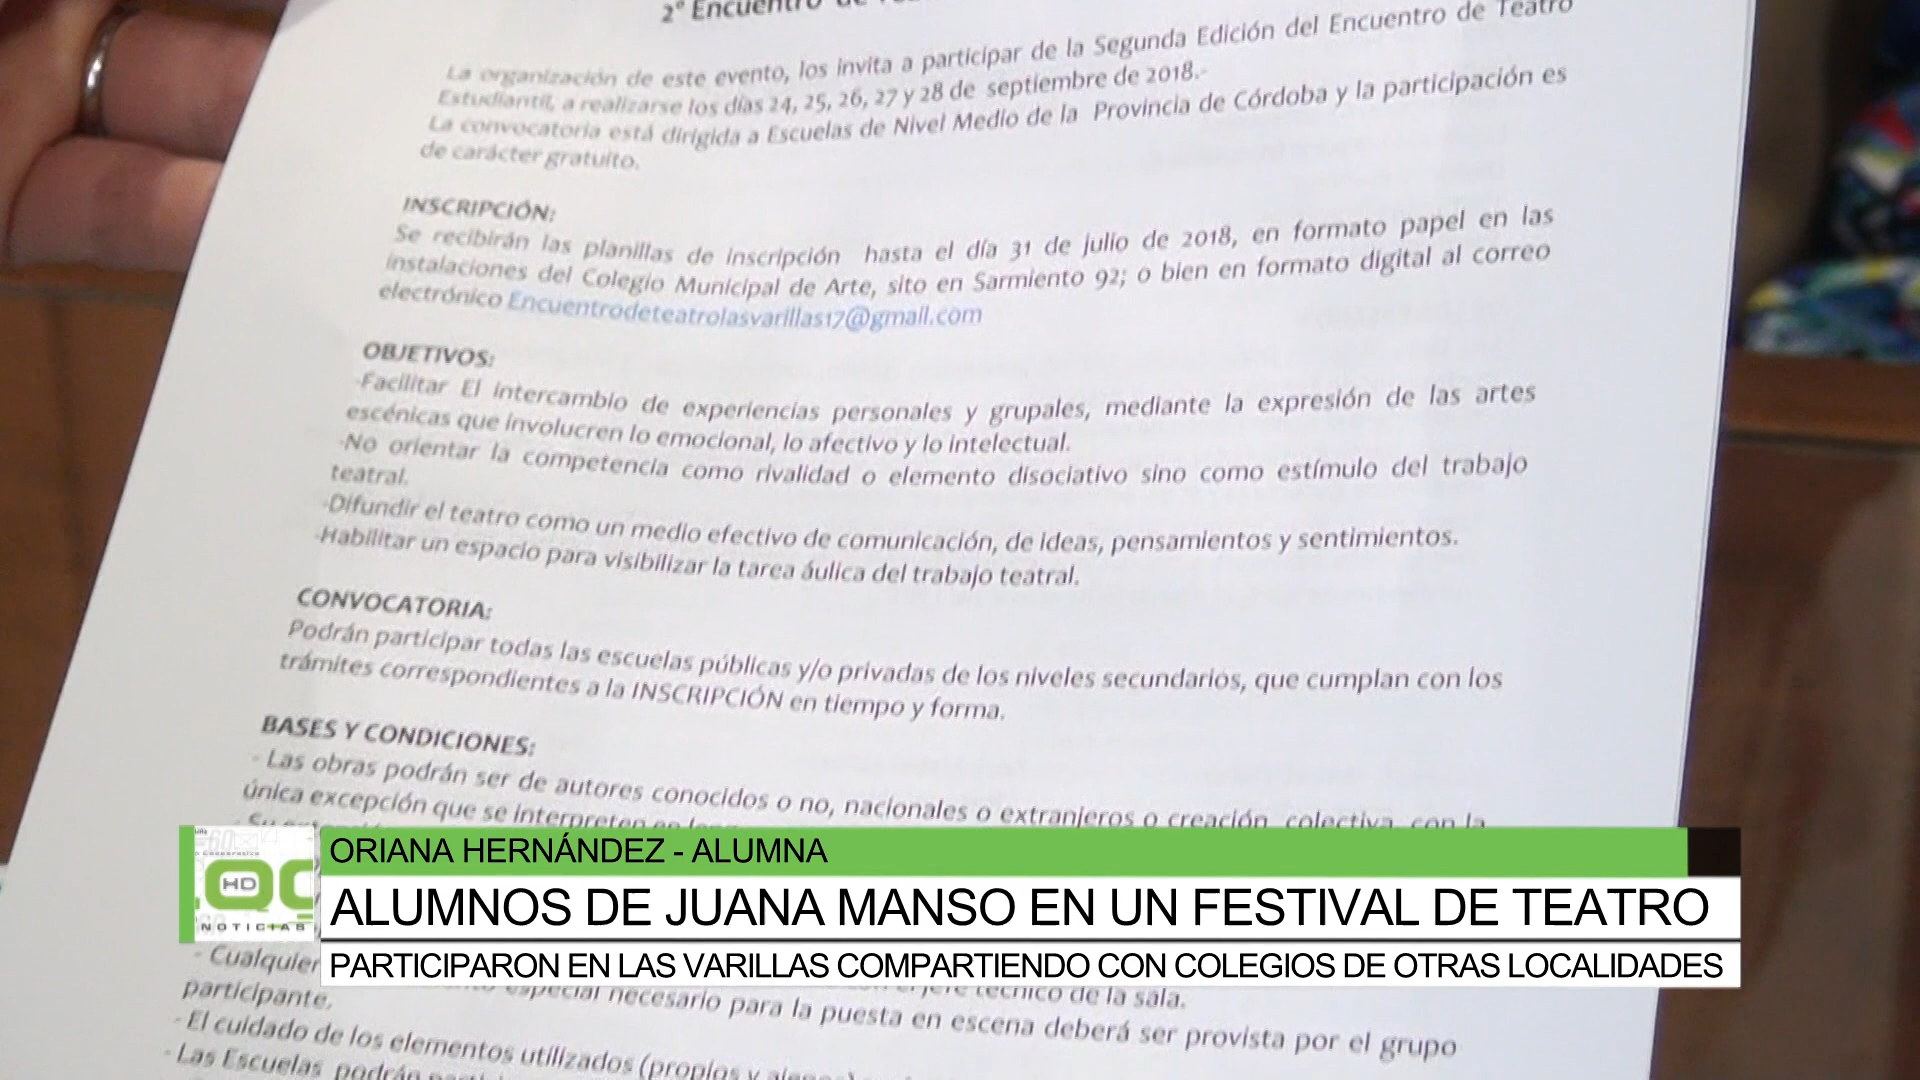 2° Encuentro de
La organización de este evento, los invita a participar de la Segunda Edición del Encuentro de Teatro
Estudiantil, a realizarse los días 24, 25, 26, 27 y 28 de septiembre de 2018.-
La convocatoria está dirigida a Escuelas de Nivel Medio de la Provincia de Córdoba y la participación es
de carácter gratuito.
INSCRIPCIÓN:
Se recibirán las planillas de inscripción hasta el día 31 de julio de 2018, en formato papel en las
instalaciones del Colegio Municipal de Arte, sito en Sarmiento 92; o bien en formato digital al correo
electrónico Encuentrodeteatrolasvarillas17@gmail.com
OBJETIVOS:
-Facilitar El intercambio de experiencias personales y grupales, mediante la expresión de las artes
escénicas que involucren lo emocional, lo afectivo y lo intelectual.
-No orientar la competencia como rivalidad o elemento disociativo sino como estímulo del trabajo
teatral.
-Difundir el teatro como un medio efectivo de comunicación, de ideas, pensamientos y sentimientos.
-Habilitar un espacio para visibilizar la tarea áulica del trabajo teatral.
CONVOCATORIA:
Podrán participar todas las escuelas públicas y/o privadas de los niveles secundarios, que cumplan con los
trámites correspondientes a la INSCRIPCIÓN en tiempo y forma.
BASES Y CONDICIONES:
- Las obras podrán ser de autores conocidos o no, nacionales o extranjeros o creación colectiva, con la
única excepción que se interpreten en
ORIANA HERNÁNDEZ - ALUMNA
HD
NOTICIAS
ALUMNOS DE JUANA MANSO EN UN FESTIVAL DE TEATRO
PARTICIPARON EN LAS VARILLAS COMPARTIENDO CON COLEGIOS DE OTRAS LOCALIDADES
- Cualquier
especial necesario para la puesta en escena deberá ser provista por el grupo
jefe técnico de la sala.
participante.
- El cuidado de los elementos utilizados (propios y
- Las Escuelas podrán